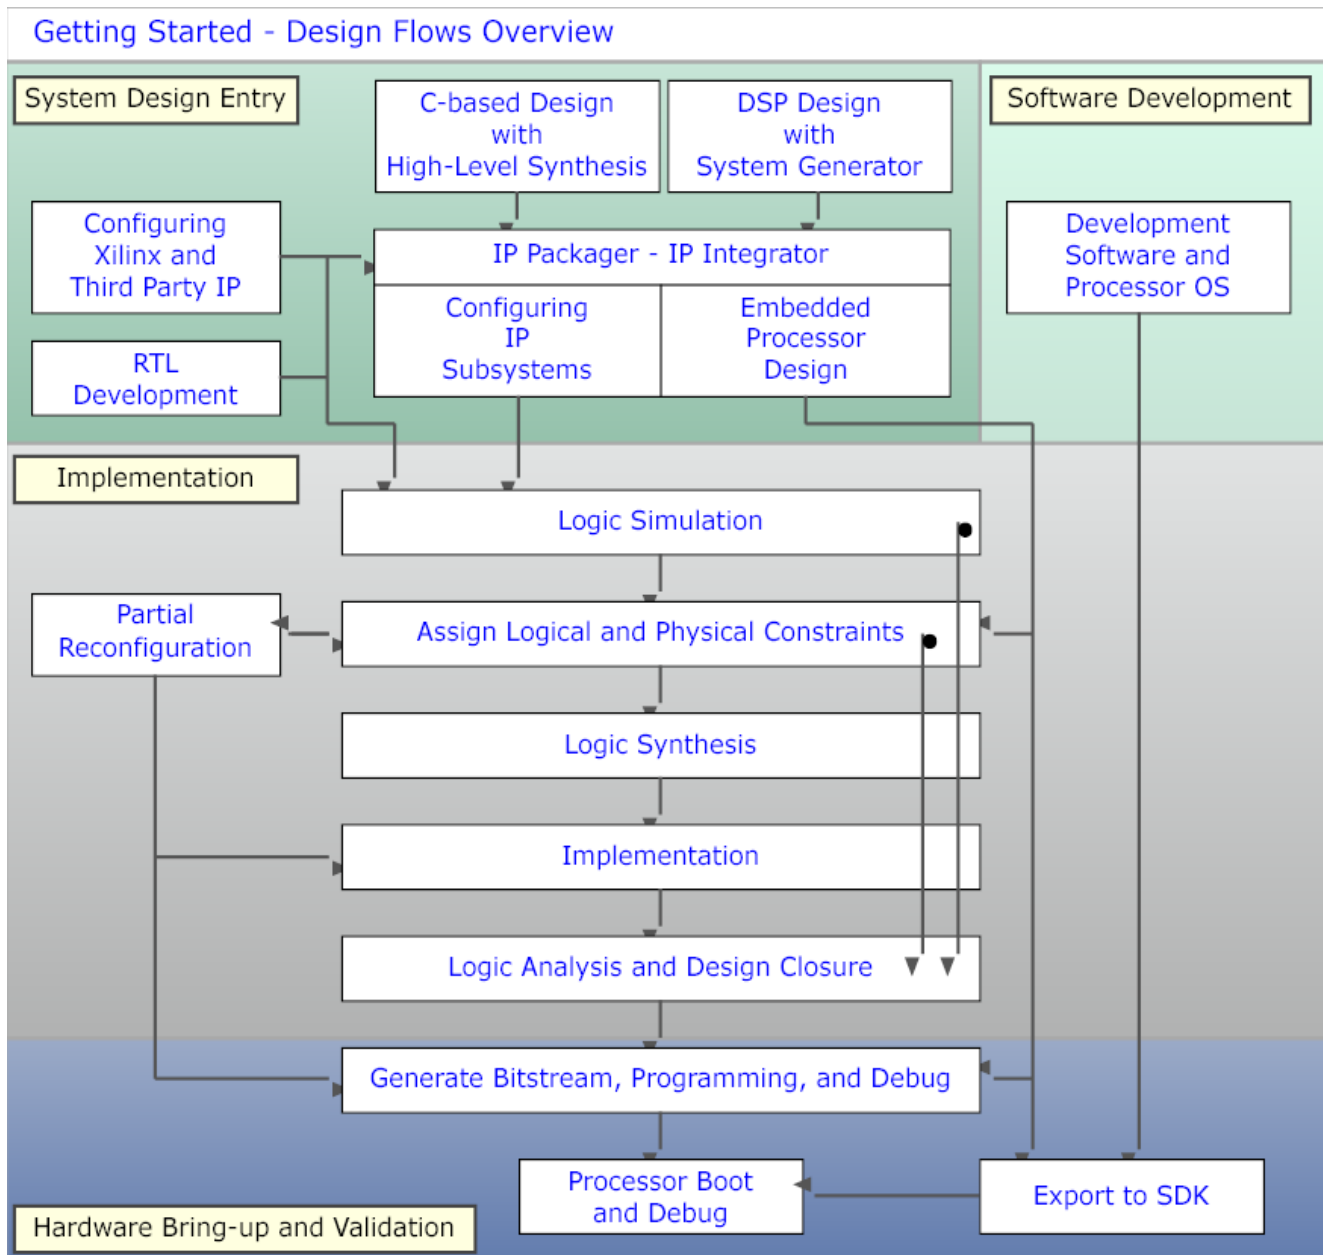 Getting Started - Design Flows Overview
System Design Entry
C-based Design
with
High-Level Synthesis
DSP Design
with
System Generator
Software Development
Configuring
Xilinx and
Third Party IP
IP Packager - IP Integrator
Development
Software and
Processor OS
Configuring
IP
Subsystems
Embedded
Processor
Design
RTL
Development
Implementation
Logic Simulation
Partial
Reconfiguration
Assign Logical and Physical Constraints
Logic Synthesis
Implementation
Logic Analysis and Design Closure
Generate Bitstream, Programming, and Debug
Processor Boot
and Debug
Export to SDK
Hardware Bring-up and Validation